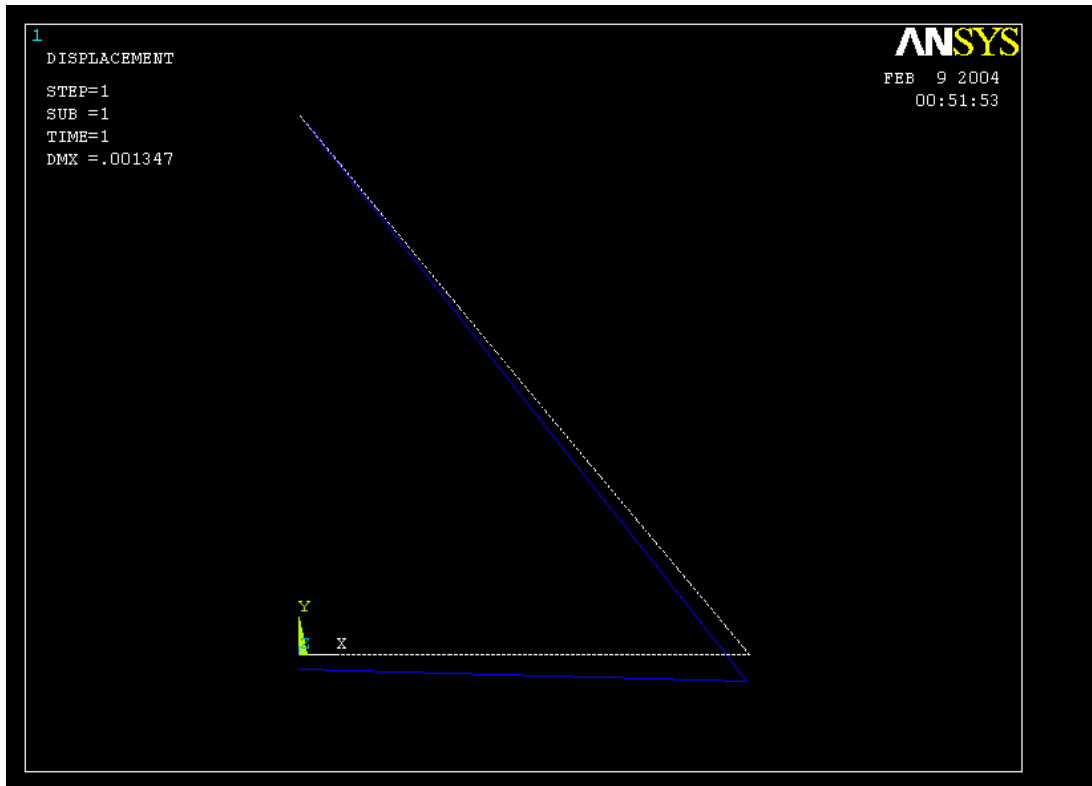 1
DISPLACEMENT
STEP=1
SUB =1
TIME=1
DMX =.001347
ANSYS
FEB 9 2004
00:51:53
Y
Z X